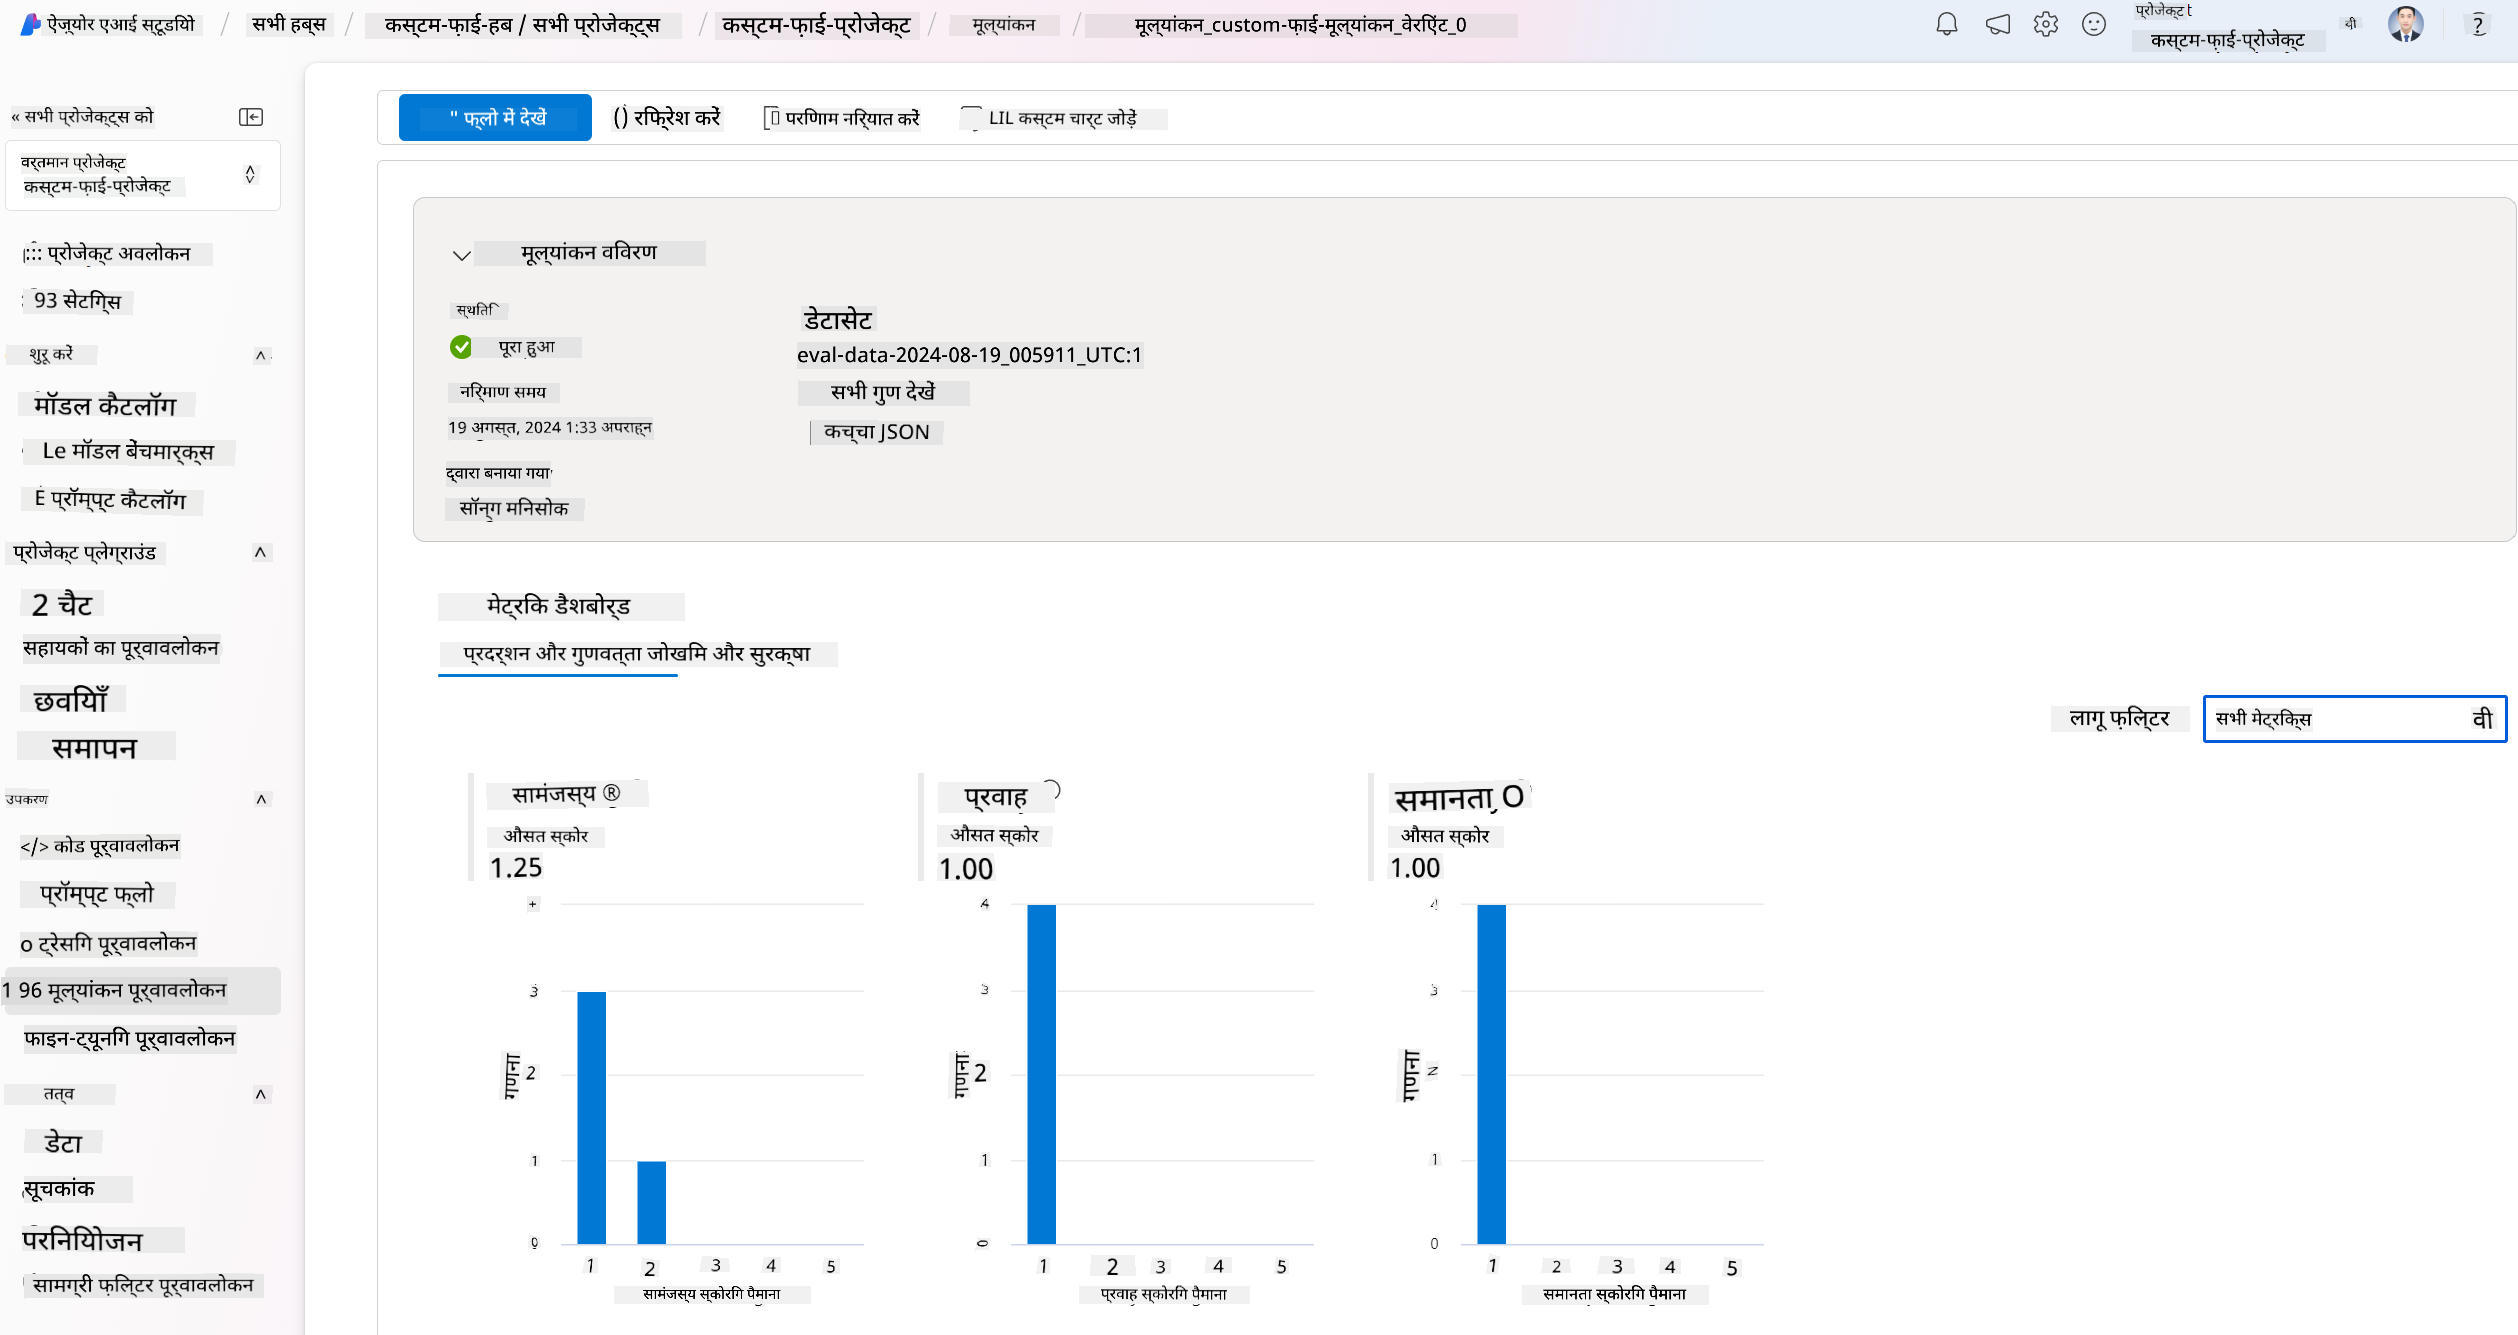 ऐज़्योर एआई स्टूडियो / सभी हब्स / कस्टम-फ़ाई-हब / सभी प्रोजेक्ट्स / कस्टम-फ़ाई-प्रोजेक्ट / मूल्यांकन / मूल्यांकन_custom-फ़ाई-मूल्यांकन_वेरिएंट_0
प्रोजेक्ट
कस्टम-फ़ाई-प्रोजेक्ट
वी
?
« सभी प्रोजेक्ट्स को
वर्तमान प्रोजेक्ट
कस्टम-फ़ाई-प्रोजेक्ट
::: प्रोजेक्ट अवलोकन
93 सेटिंग्स
शुरू करें
मॉडल कैटलॉग
Le मॉडल बेंचमार्क्स
É प्रॉम्प्ट कैटलॉग
प्रोजेक्ट प्लेग्राउंड
2 चैट
सहायकों का पूर्वावलोकन
छवियाँ
समापन
उपकरण
</> कोड पूर्वावलोकन
प्रॉम्प्ट फ्लो
o ट्रेसिंग पूर्वावलोकन
1 96 मूल्यांकन पूर्वावलोकन
फाइन-ट्यूनिंग पूर्वावलोकन
तत्व
डेटा
सूचकांक
परिनियोजन
सामग्री फ़िल्टर पूर्वावलोकन
" फ्लो में देखें
() रिफ्रेश करें
परिणाम निर्यात करें
LIL कस्टम चार्ट जोड़ें
मूल्यांकन विवरण
स्थिति
पूरा हुआ
निर्माण समय
19 अगस्त, 2024 1:33 अपराह्न
द्वारा बनाया गया
सॉन्ग मिनसोक
डेटासेट
eval-data-2024-08-19_005911_UTC:1
सभी गुण देखें
कच्चा JSON
मेट्रिक डैशबोर्ड
प्रदर्शन और गुणवत्ता जोखिम और सुरक्षा
लागू फ़िल्टर
सभी मेट्रिक्स
वी
सामंजस्य ®
औसत स्कोर
1.25
3
2
1
0
गणना
1 2 3 4 5
सामंजस्य स्कोरिंग पैमाना
प्रवाह
औसत स्कोर
1.00
4
3
2
1
0
गणना
1 2 3 4 5
प्रवाह स्कोरिंग पैमाना
समानता O
औसत स्कोर
1.00
3
N
1
0
गणना
1 2 3 4 5
समानता स्कोरिंग पैमाना